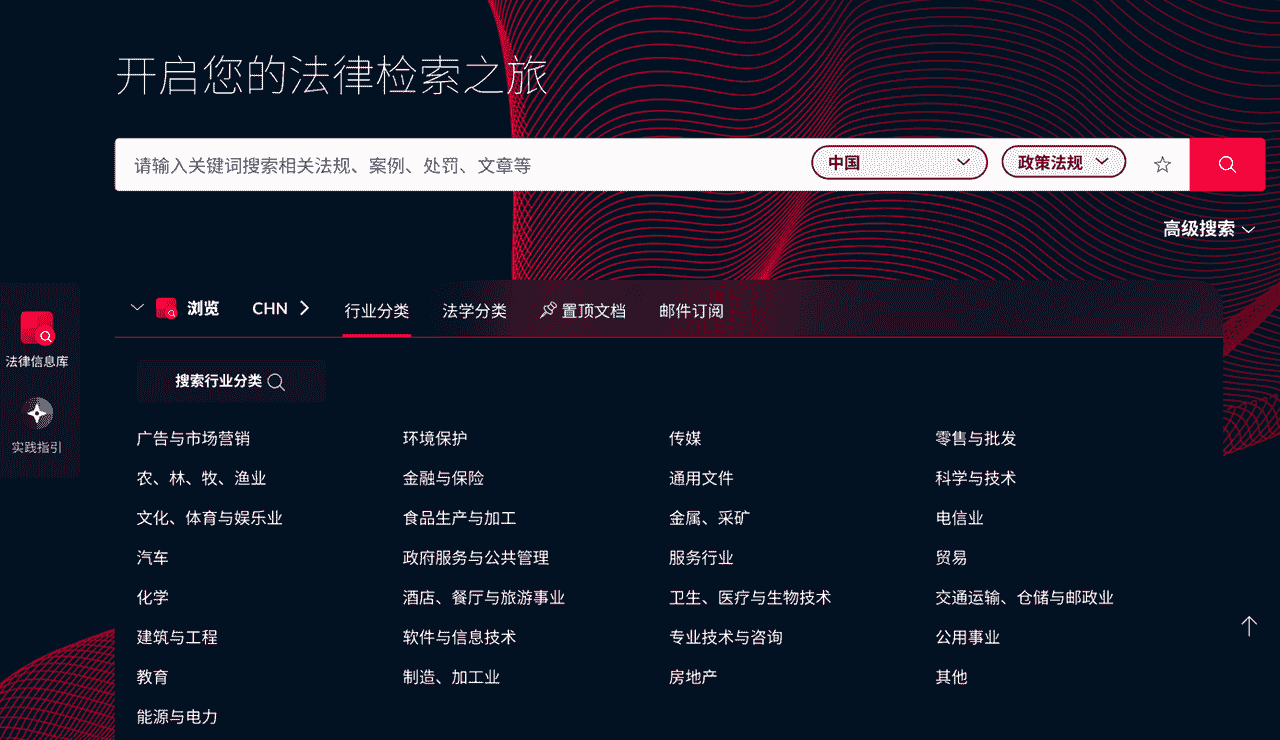 开启您的法律检索之旅
请输入关键词搜索相关法规、案例、处罚、文章等
中国
政策法规
高级搜索
法律信息库
实践指引
浏览 CHN 行业分类 法学分类 置顶文档 邮件订阅
搜索行业分类
广告与市场营销 环境保护 传媒 零售与批发
农、林、牧、渔业 金融与保险 通用文件 科学与技术
文化、体育与娱乐业 食品生产与加工 金属、采矿 电信业
汽车 政府服务与公共管理 服务行业 贸易
化学 酒店、餐厅与旅游事业 卫生、医疗与生物技术 交通运输、仓储与邮政业
建筑与工程 软件与信息技术 专业技术与咨询 公用事业
教育 制造、加工业 房地产 其他
能源与电力